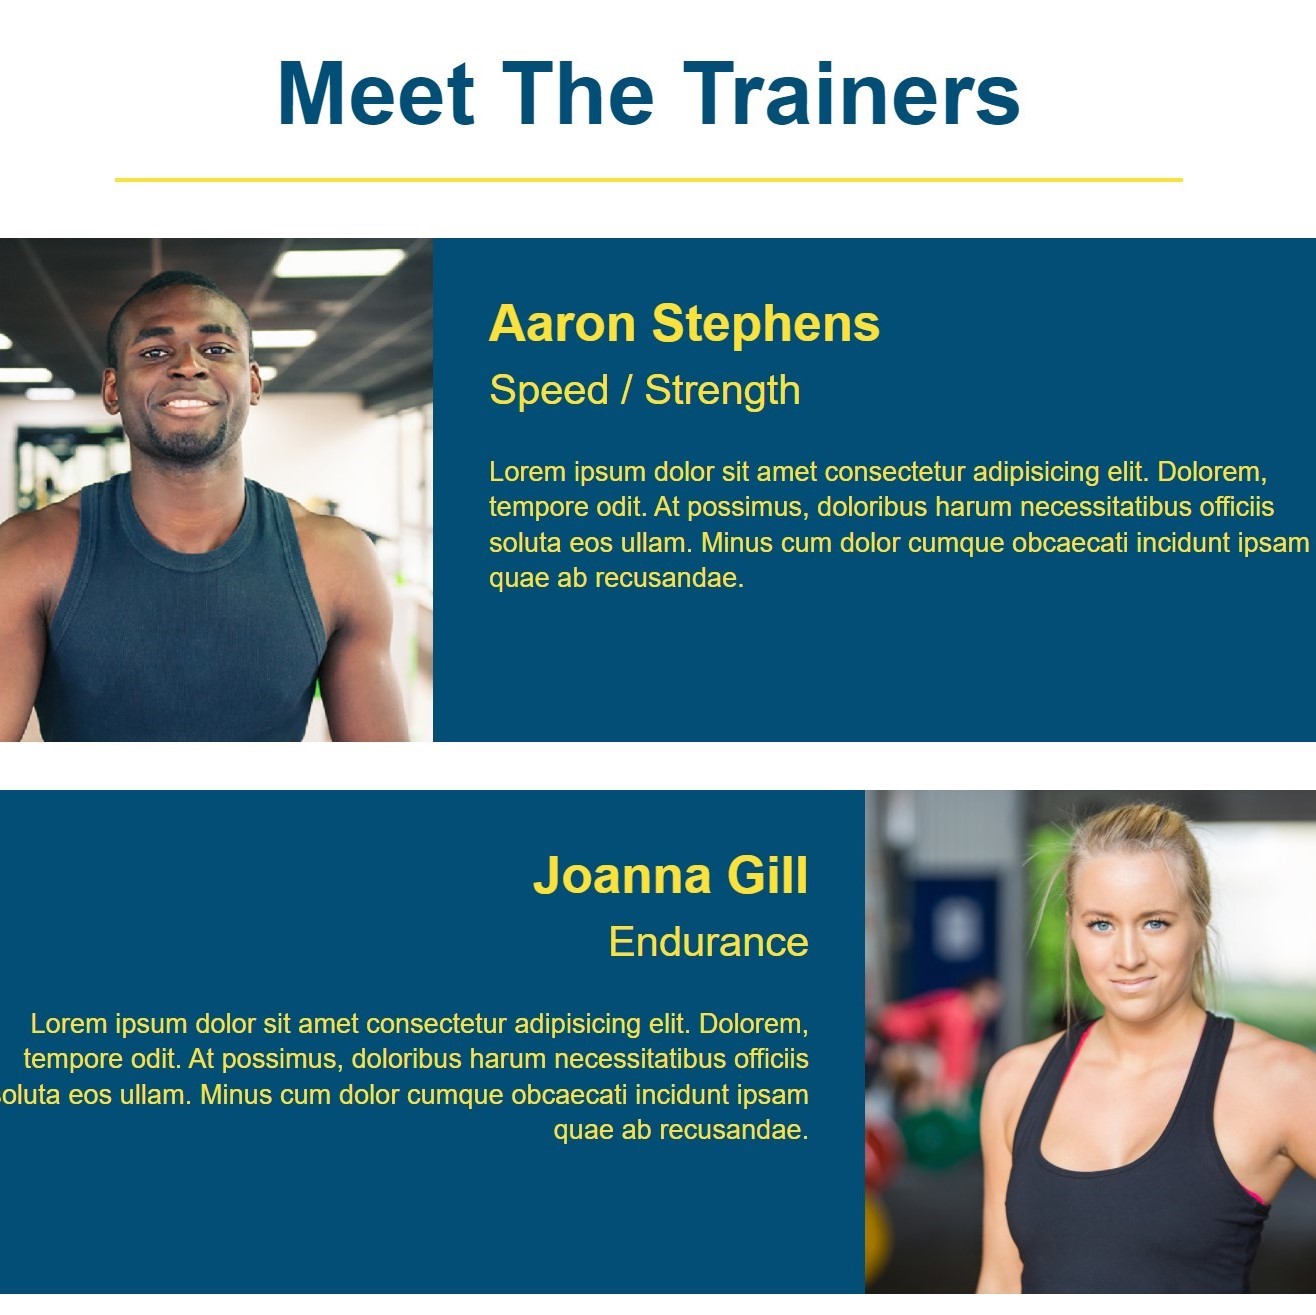 Meet The Trainers
Aaron Stephens
Speed / Strength
Lorem ipsum dolor sit amet consectetur adipisicing elit. Dolorem,
tempore odit. At possimus, doloribus harum necessitatibus officiis
soluta eos ullam. Minus cum dolor cumque obcaecati incidunt ipsam
quae ab recusandae.
Joanna Gill
Endurance
Lorem ipsum dolor sit amet consectetur adipisicing elit. Dolorem,
tempore odit. At possimus, doloribus harum necessitatibus officiis
oluta eos ullam. Minus cum dolor cumque obcaecati incidunt ipsam
quae ab recusandae.